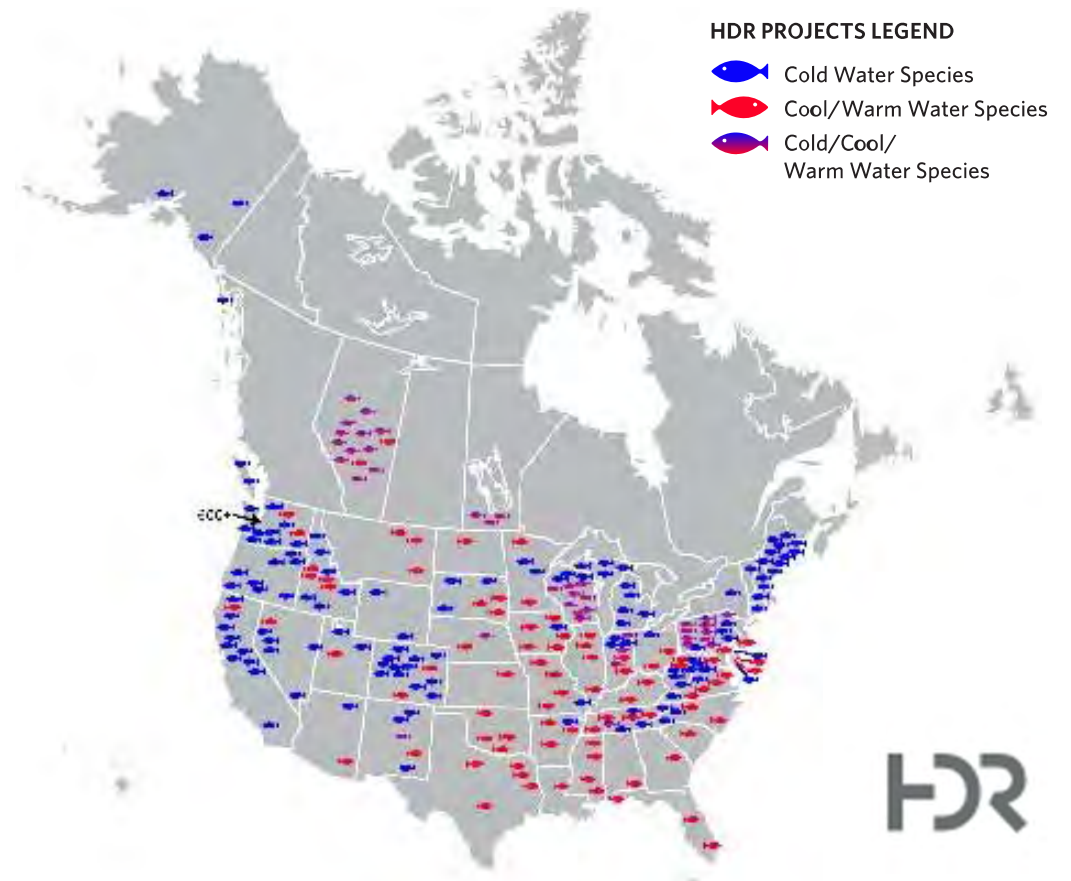 HDR PROJECTS LEGEND
Cold Water Species
Cool/Warm Water Species
Cold/Cool/
Warm Water Species
HDR